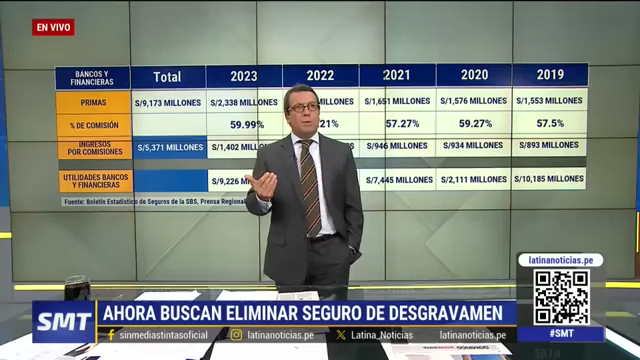 EN VIVO
BANCOS Y FINANCIERAS Total 2023 2022 2021 2020 2019
PRIMAS S/9,173 MILLONES S/2,338 MILLONES MILLONES S/1,651 MILLONES S/1,576 MILLONES S/1,553 MILLONES
% DE COMISIÓN 59.99% 21% 57.27% 59.27% 57.5%
INGRESOS POR COMISIONES S/5,371 MILLONES S/1,402 MILLONES S/946 MILLONES S/934 MILLONES S/893 MILLONES
UTILIDADES BANCOS Y FINANCIERAS S/9,226 MILLONES S/7,445 MILLONES S/2,111 MILLONES S/10,185 MILLONES
Fuente: Boletín Estadístico de Seguros de la SBS, Prensa Regional
latinanoticias.pe
SMT
AHORA BUSCAN ELIMINAR SEGURO DE DESGRAVAMEN
sinmediastintasoficial latinanoticias.pe Latina_Noticias latinanoticias.pe
#SMT